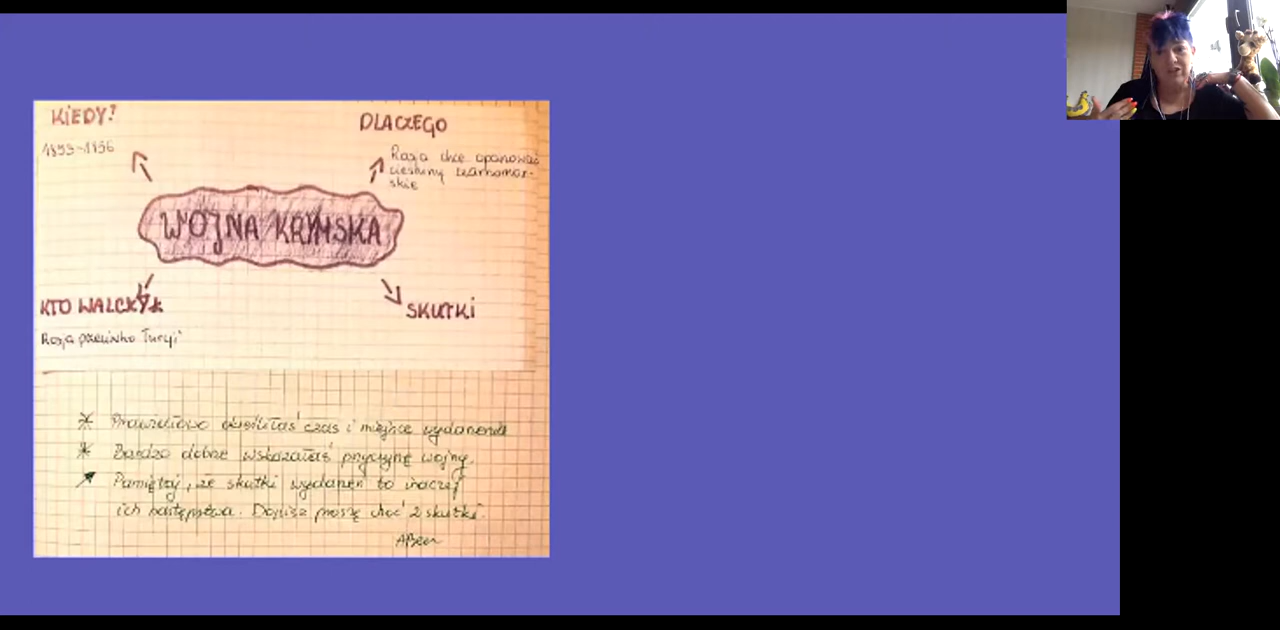 KIEDY?
1853-1956
DLACZEGO
Rosja chce opanować
cieśniny czarnomor-
skie
WOJNA KRYMSKA
KTO WALCZYŁ
Rosja przeciwko Turcji
SKUTKI
* Prawidłowo określiłaś czas i miejsce wydarzenia
* Bardzo dobrze wskazałaś przyczynę wojny.
Pamiętaj, że skutki wydarzeń to inaczej
ich następstwa. Dopisz proszę choć 2 skutki.